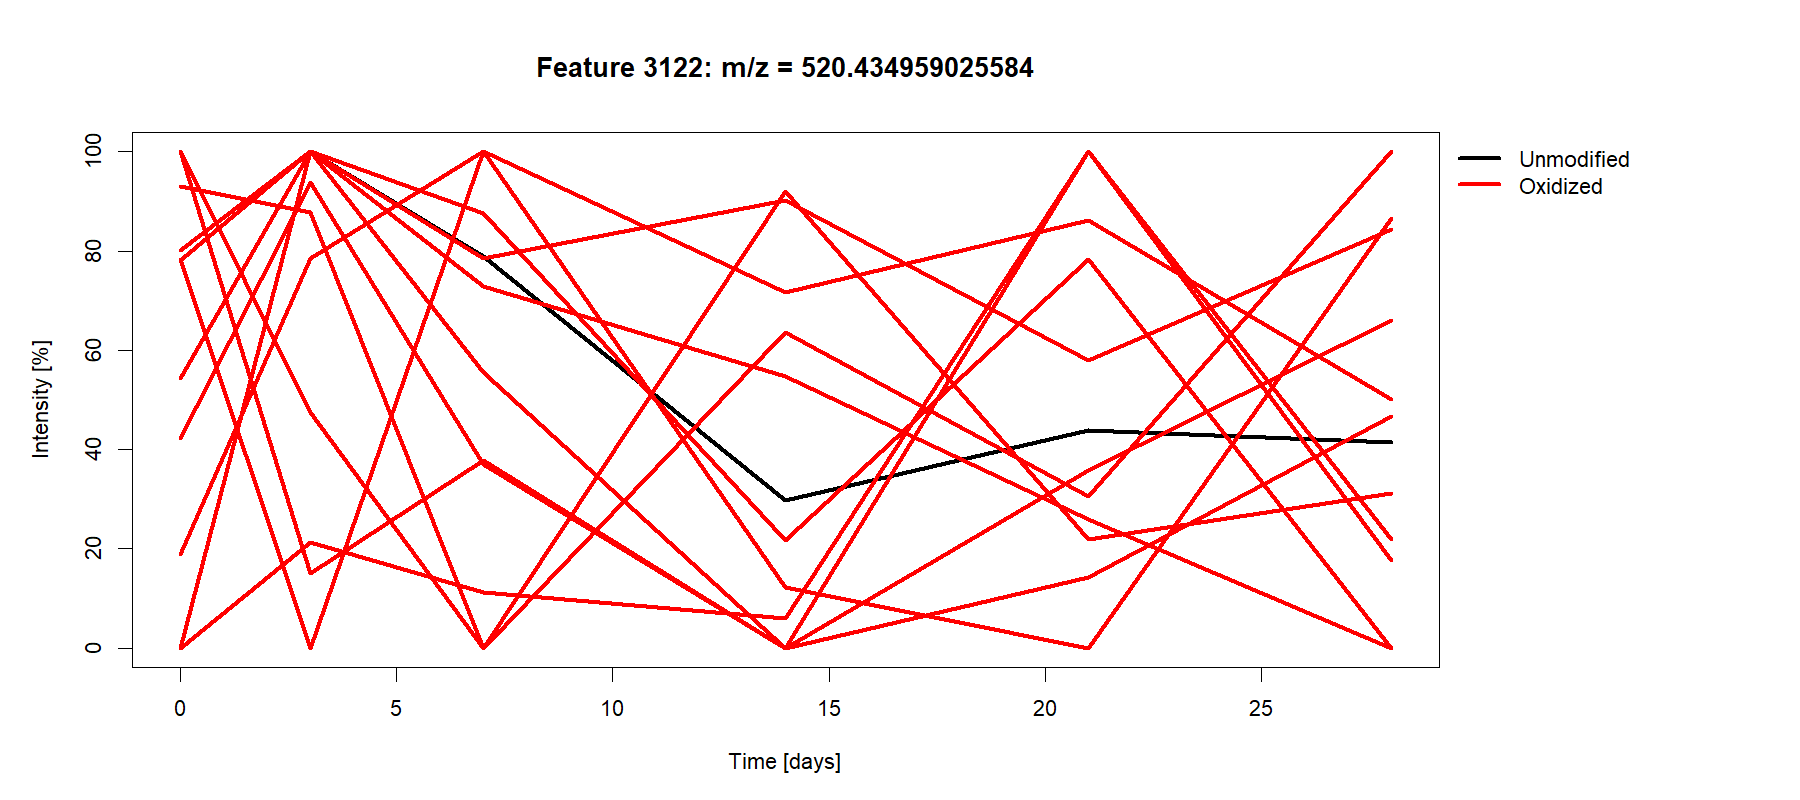 Feature 3122: m/z = 520.434959025584
Unmodified
Oxidized
Intensity [%]
100
80
60
40
20
0
0 5 10 15 20 25
Time [days]